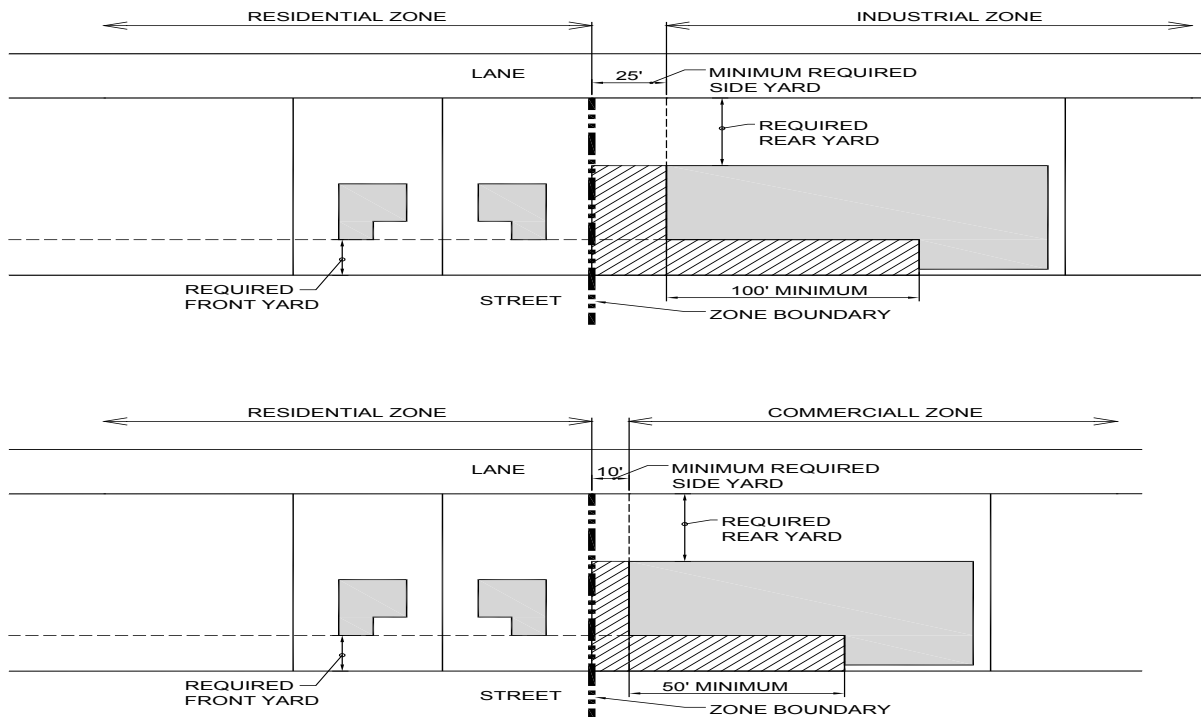 RESIDENTIAL ZONE
INDUSTRIAL ZONE
LANE
25'
MINIMUM REQUIRED
SIDE YARD
REQUIRED
REAR YARD
REQUIRED
FRONT YARD
STREET
100' MINIMUM
ZONE BOUNDARY
RESIDENTIAL ZONE
COMMERCIALL ZONE
LANE
10'
MINIMUM REQUIRED
SIDE YARD
REQUIRED
REAR YARD
REQUIRED
FRONT YARD
STREET
50' MINIMUM
ZONE BOUNDARY